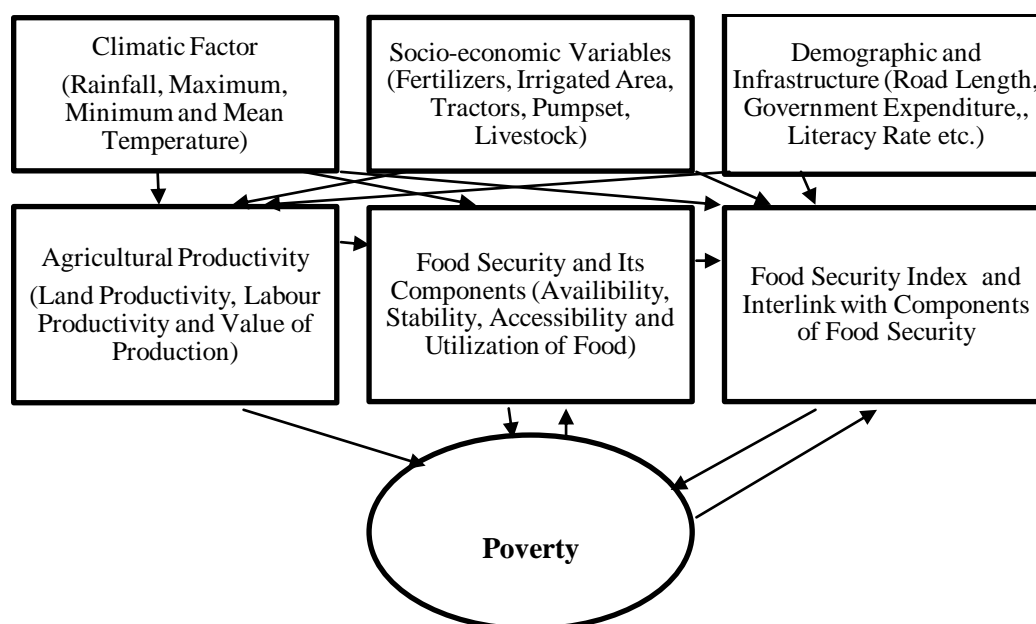 Climatic Factor
(Rainfall, Maximum,
Minimum and Mean
Temperature)
Socio-economic Variables
(Fertilizers, Irrigated Area,
Tractors, Pumpset,
Livestock)
Demographic and
Infrastructure (Road Length,
Government Expenditure,,
Literacy Rate etc.)
Agricultural Productivity
(Land Productivity, Labour
Productivity and Value of
Production)
Food Security and Its
Components (Availibility,
Stability, Accessibility and
Utilization of Food)
Food Security Index and
Interlink with Components
of Food Security
Poverty